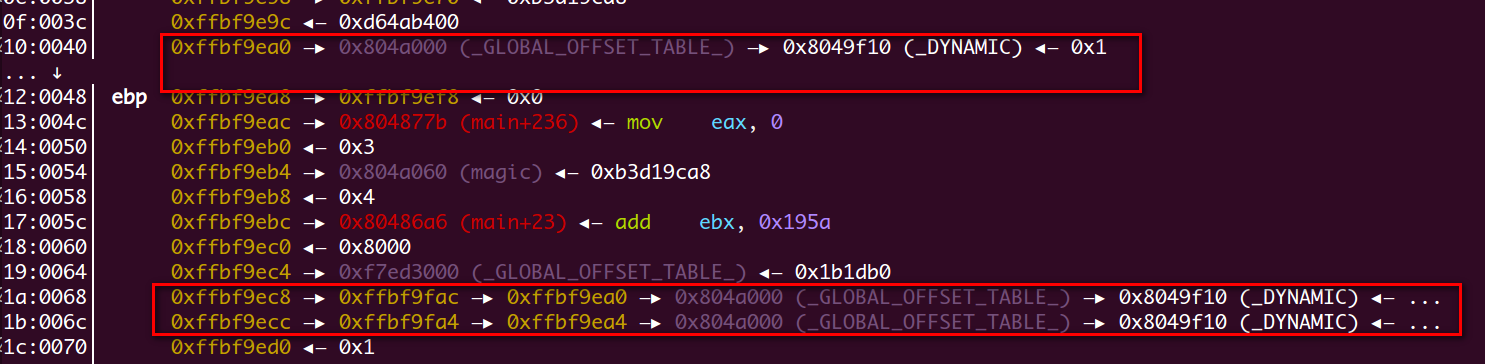 0f:003c│ 0xffbf9e9c ◂— 0xd64ab400
10:0040│ 0xffbf9ea0 —▸ 0x804a000 (_GLOBAL_OFFSET_TABLE_) —▸ 0x8049f10 (_DYNAMIC) ◂— 0x1
... ↓
12:0048│ ebp 0xffbf9ea8 —▸ 0xffbf9ef8 ◂— 0x0
13:004c│ 0xffbf9eac —▸ 0x804877b (main+236) ◂— mov eax, 0
14:0050│ 0xffbf9eb0 ◂— 0x3
15:0054│ 0xffbf9eb4 —▸ 0x804a060 (magic) ◂— 0xb3d19ca8
16:0058│ 0xffbf9eb8 ◂— 0x4
17:005c│ 0xffbf9ebc —▸ 0x80486a6 (main+23) ◂— add ebx, 0x195a
18:0060│ 0xffbf9ec0 ◂— 0x8000
19:0064│ 0xffbf9ec4 —▸ 0xf7ed3000 (_GLOBAL_OFFSET_TABLE_) ◂— 0x1b1db0
1a:0068│ 0xffbf9ec8 —▸ 0xffbf9fac —▸ 0xffbf9ea0 —▸ 0x804a000 (_GLOBAL_OFFSET_TABLE_) —▸ 0x8049f10 (_DYNAMIC) ◂— ...
1b:006c│ 0xffbf9ecc —▸ 0xffbf9fa4 —▸ 0xffbf9ea4 —▸ 0x804a000 (_GLOBAL_OFFSET_TABLE_) —▸ 0x8049f10 (_DYNAMIC) ◂— ...
1c:0070│ 0xffbf9ed0 ◂— 0x1